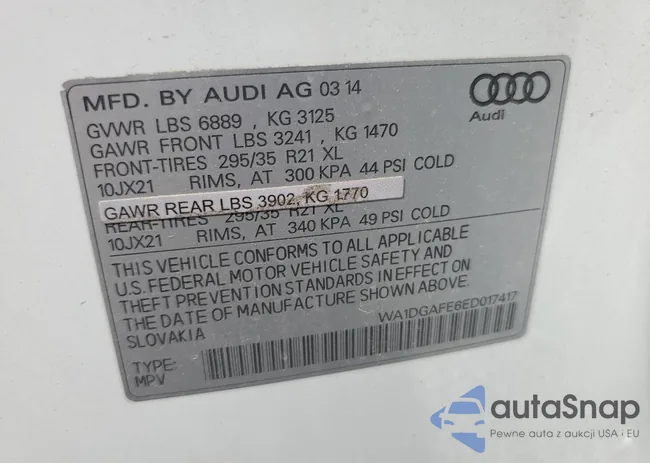 MFD. BY AUDI AG 03 14
GVWR LBS 6889 , KG 3125
GAWR FRONT LBS 3241 , KG 1470
FRONT-TIRES 295/35 R21 XL
10JX21 RIMS, AT 300 KPA 44 PSI COLD
GAWR REAR LBS 3902, KG 1770
REAR-TIRES 295/35 R21 XL
10JX21 RIMS, AT 340 KPA 49 PSI COLD
THIS VEHICLE CONFORMS TO ALL APPLICABLE
U.S. FEDERAL MOTOR VEHICLE SAFETY AND
THEFT PREVENTION STANDARDS IN EFFECT ON
THE DATE OF MANUFACTURE SHOWN ABOVE.
SLOVAKIA
WA1DGAFE6ED017417
TYPE:
MPV
Audi
autaSnap
Pewne auta z aukcji USA i EU